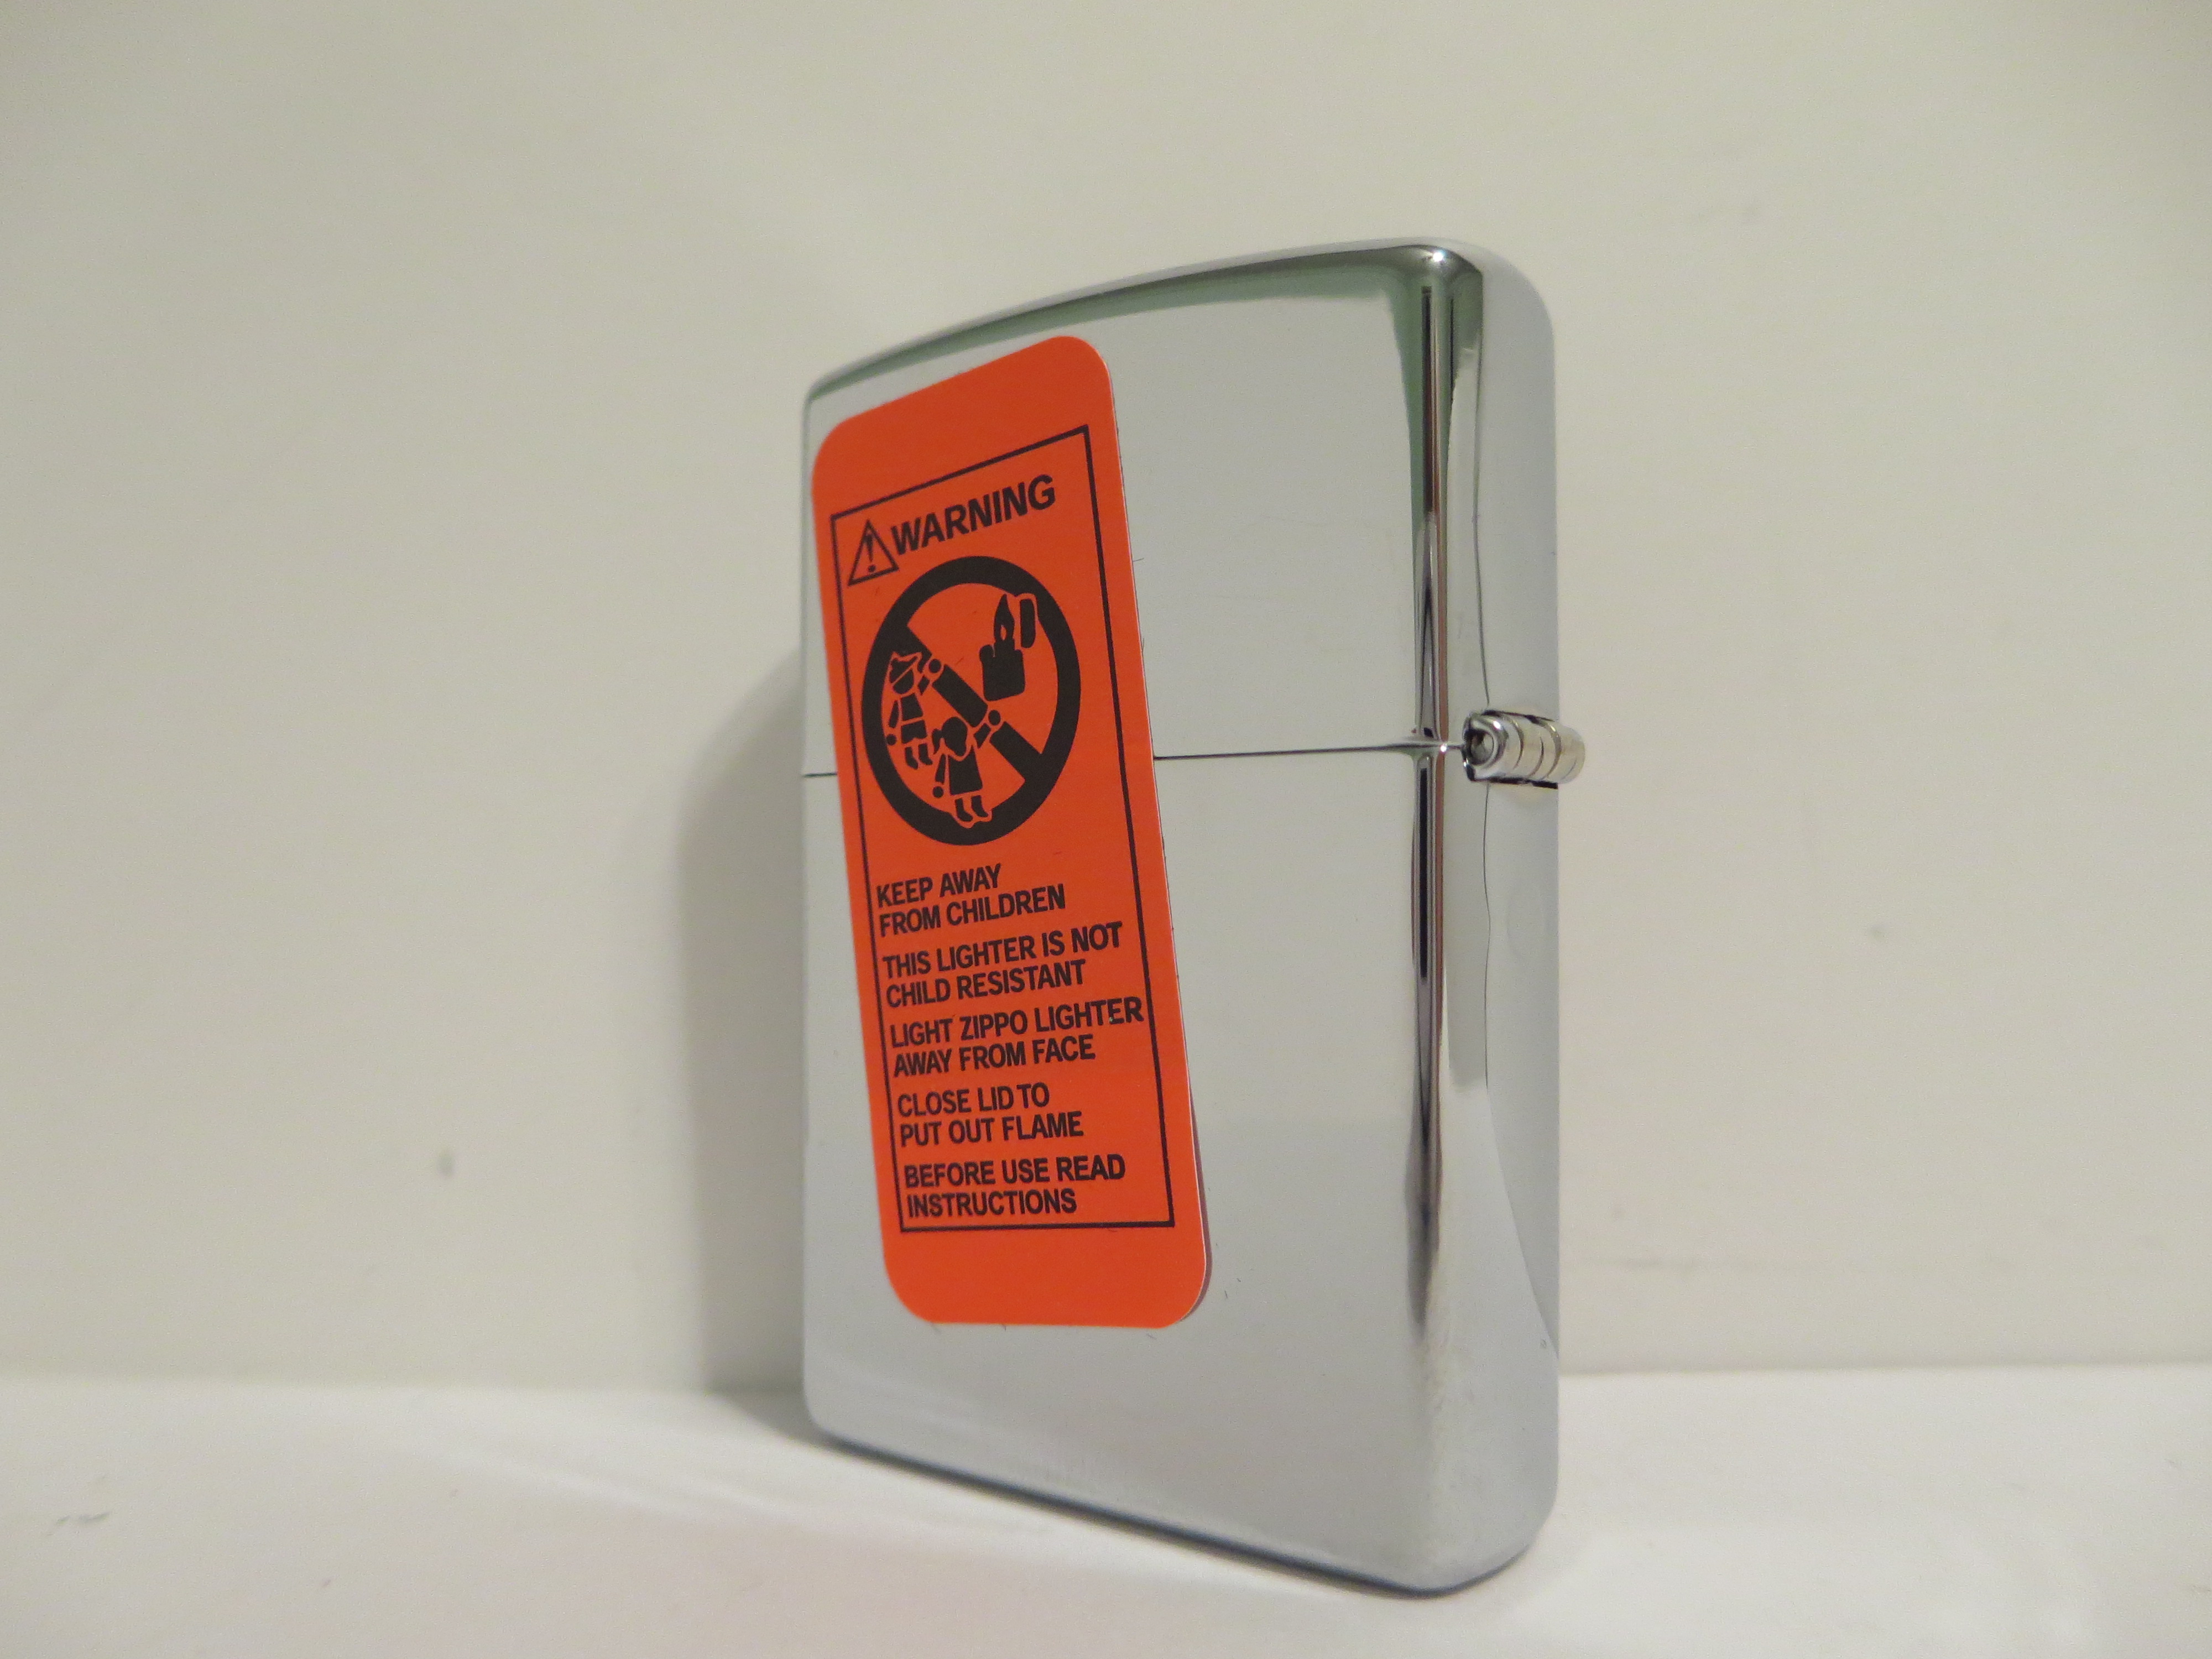 WARNING
KEEP AWAY
FROM CHILDREN
THIS LIGHTER IS NOT
CHILD RESISTANT
LIGHT ZIPPO LIGHTER
AWAY FROM FACE
CLOSE LID TO
PUT OUT FLAME
BEFORE USE READ
INSTRUCTIONS